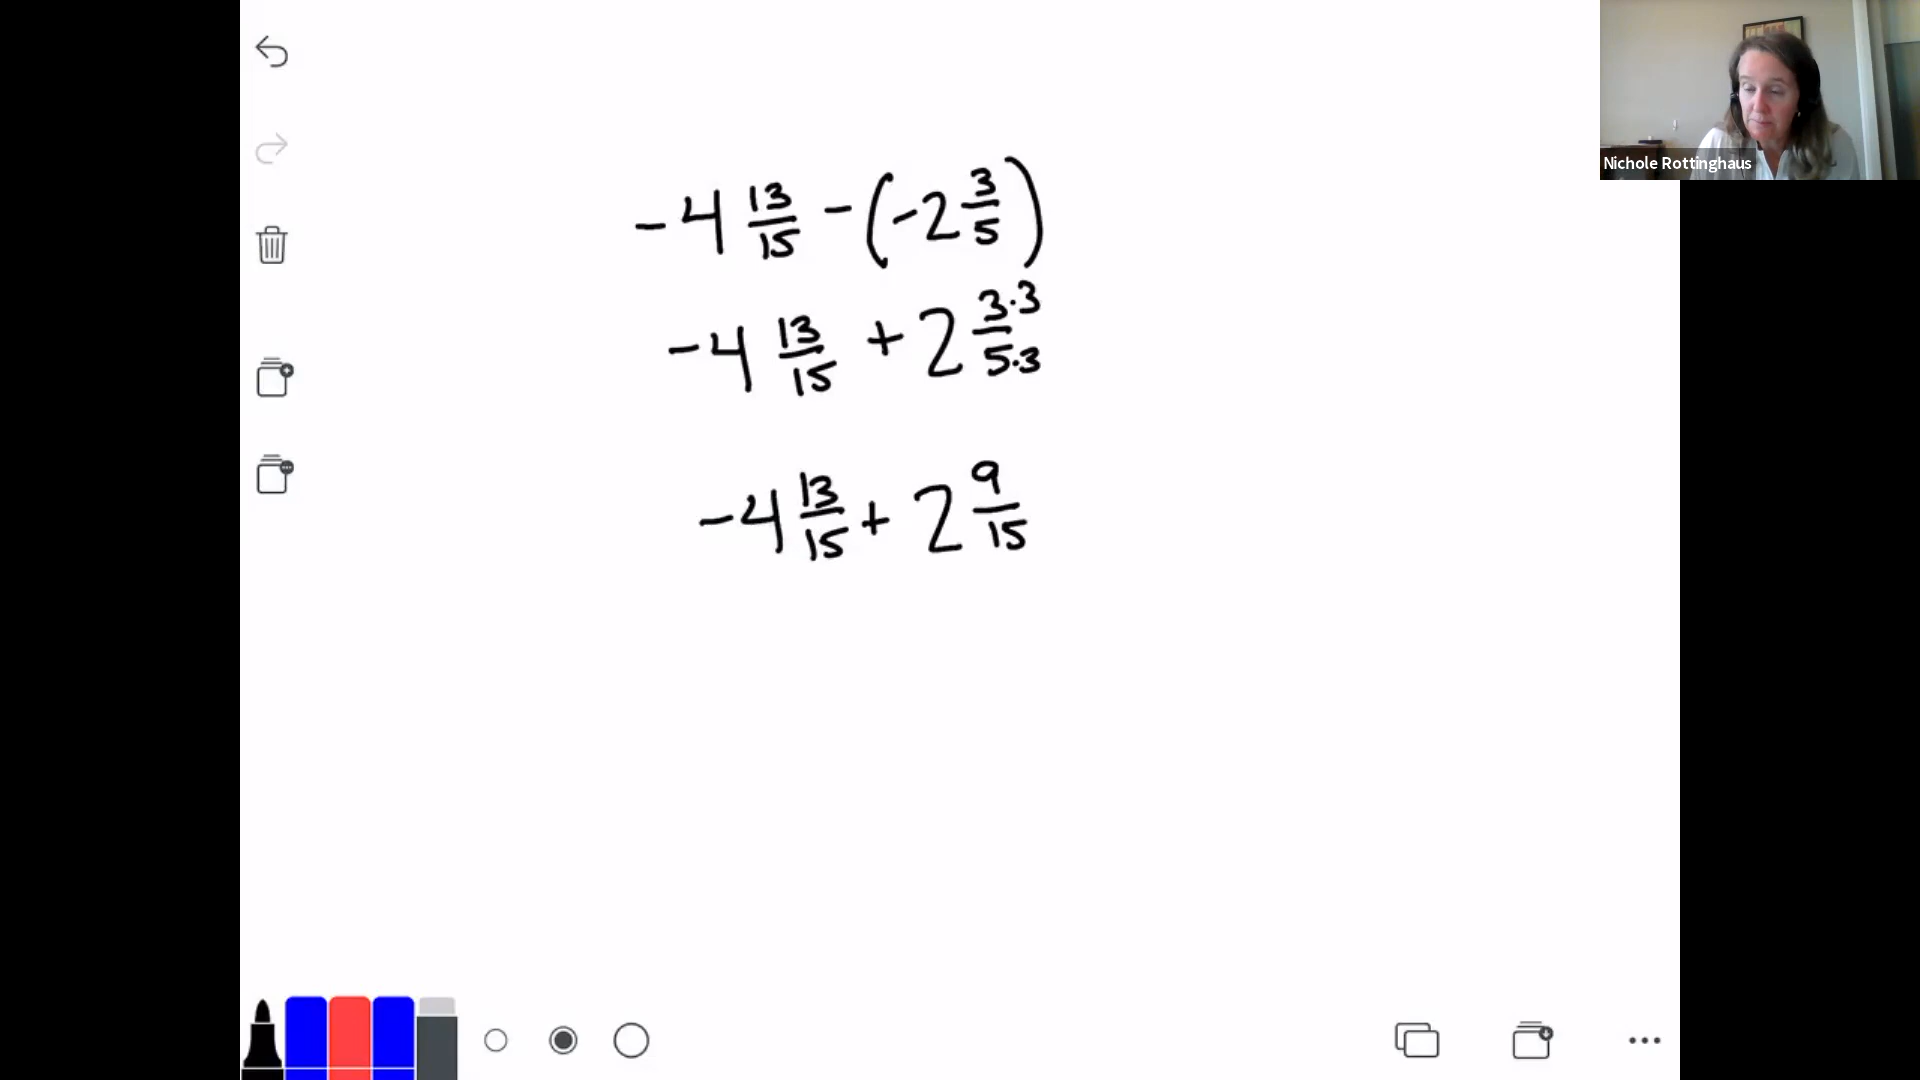 -4 13/15 - (-2 3/5)
Nichole Rottinghaus
-4 13/15 + 2 3·3/5·3
-4 13/15 + 2 9/15